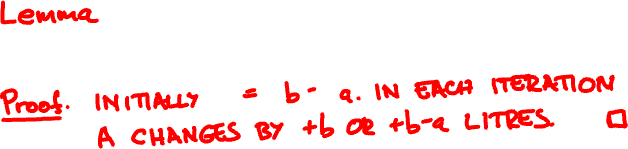 Lemma
Proof. INITIALLY = b- a. IN EACH ITERATION
A CHANGES BY +b OR +b-a LITRES. □